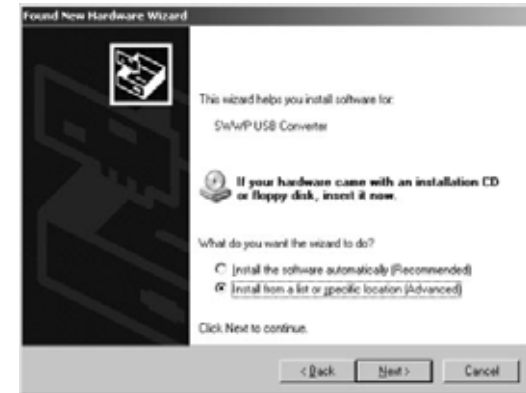 Found New Hardware Wizard
This wizard helps you install software for:
SWWP USB Converter
If your hardware came with an installation CD
or floppy disk, insert it now.
What do you want the wizard to do?
Install the software automatically (Recommended)
Install from a list or specific location (Advanced)
Click Next to continue.
< Back Next > Cancel